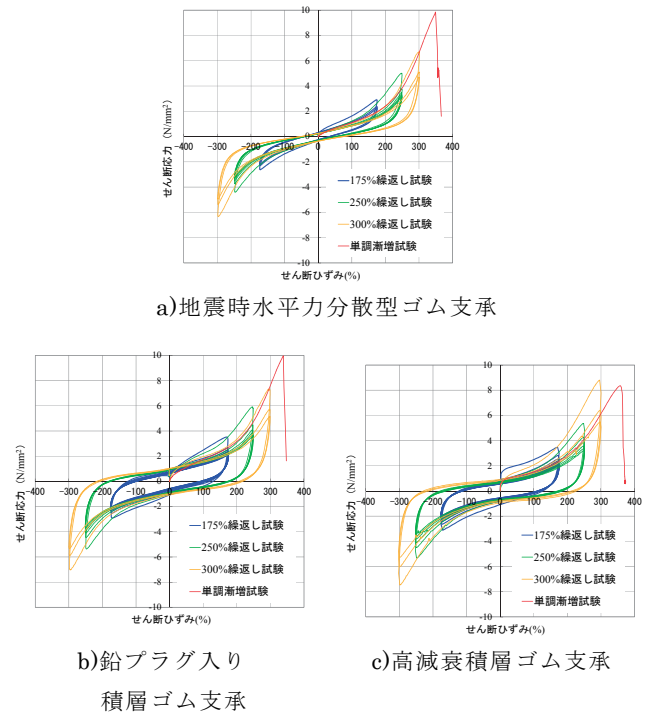 10
8
6
4
2
0
-2
-4
-6
-8
-10
−400 −300 −200 −100 0 100 200 300 400
せん断応力（N/mm²）
せん断ひずみ(%)
175%繰返し試験
250%繰返し試験
300%繰返し試験
単調漸増試験
a)地震時水平力分散型ゴム支承
10
8
6
4
2
0
-2
-4
-6
-8
-10
−400 −300 −200 −100 0 100 200 300 400
せん断応力（N/mm²）
せん断ひずみ(%)
175%繰返し試験
250%繰返し試験
300%繰返し試験
単調漸増試験
b)鉛プラグ入り
積層ゴム支承
10
8
6
4
2
0
-2
-4
-6
-8
-10
−400 −300 −200 −100 0 100 200 300 400
せん断応力（N/mm²）
せん断ひずみ(%)
175%繰返し試験
250%繰返し試験
300%繰返し試験
単調漸増試験
c)高減衰積層ゴム支承